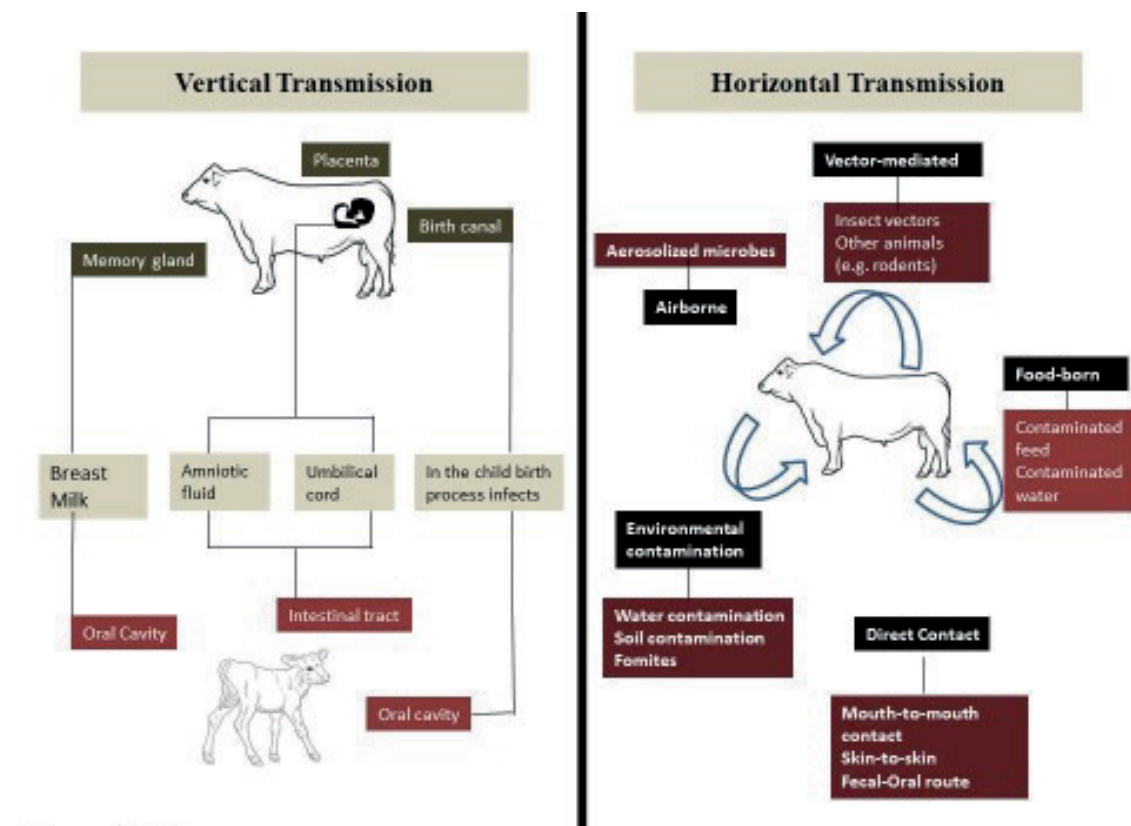 Vertical Transmission
Placenta
Birth canal
Memory gland
Breast
Milk
Amniotic
fluid
Umbilical
cord
In the child birth
process infects
Intestinal tract
Oral Cavity
Oral cavity
Horizontal Transmission
Vector-mediated
Insect vectors
Other animals
(e.g. rodents)
Aerosolized microbes
Airborne
Food-born
Contaminated
feed
Contaminated
water
Environmental
contamination
Water contamination
Soil contamination
Fomites
Direct Contact
Mouth-to-mouth
contact
Skin-to-skin
Fecal-Oral route